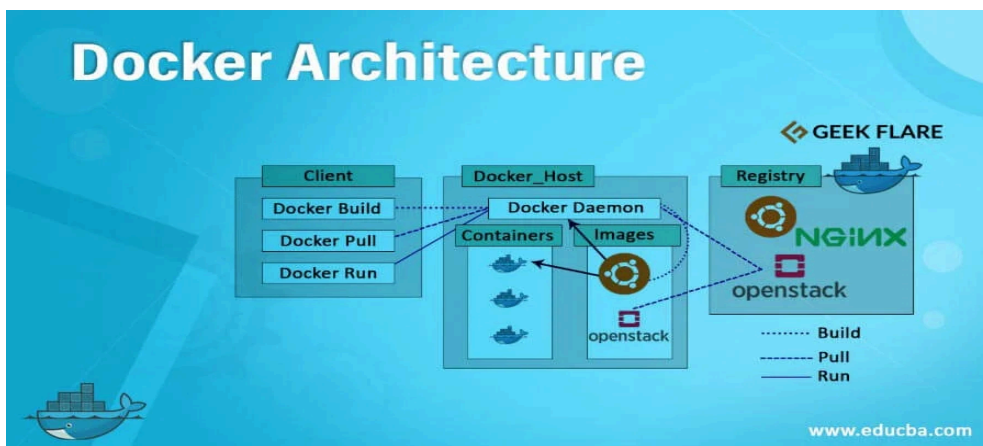 Docker Architecture
GEEK FLARE
Client
Docker Build
Docker Pull
Docker Run
Docker_Host
Docker Daemon
Containers
Images
openstack
Registry
NGiNX
openstack
Build
Pull
Run
www.educba.com